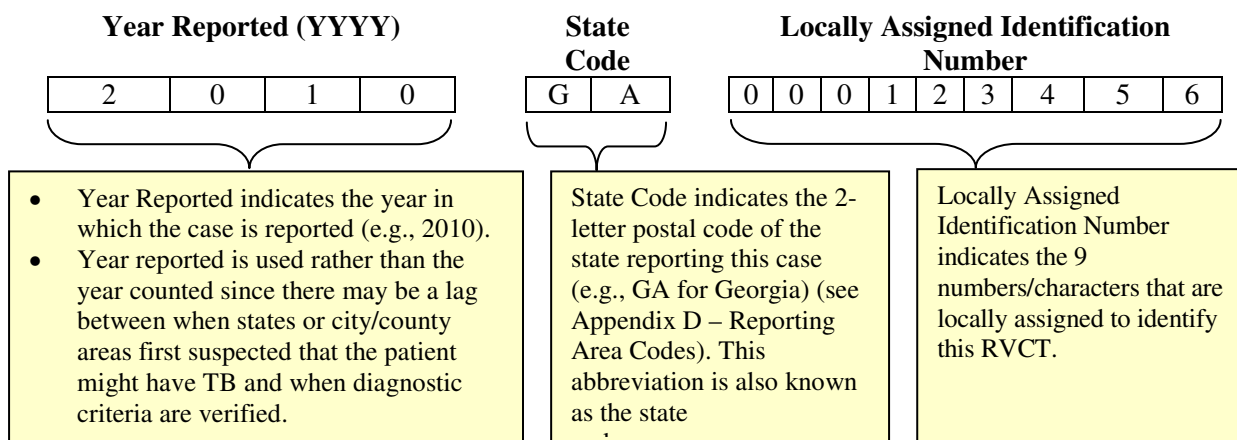 Year Reported (YYYY)
State
Code
Locally Assigned Identification
Number
2 0 1 0
G A
0 0 0 1 2 3 4 5 6
• Year Reported indicates the year in
which the case is reported (e.g., 2010).
• Year reported is used rather than the
year counted since there may be a lag
between when states or city/county
areas first suspected that the patient
might have TB and when diagnostic
criteria are verified.
State Code indicates the 2-
letter postal code of the
state reporting this case
(e.g., GA for Georgia) (see
Appendix D – Reporting
Area Codes). This
abbreviation is also known
as the state
Locally Assigned
Identification Number
indicates the 9
numbers/characters that are
locally assigned to identify
this RVCT.